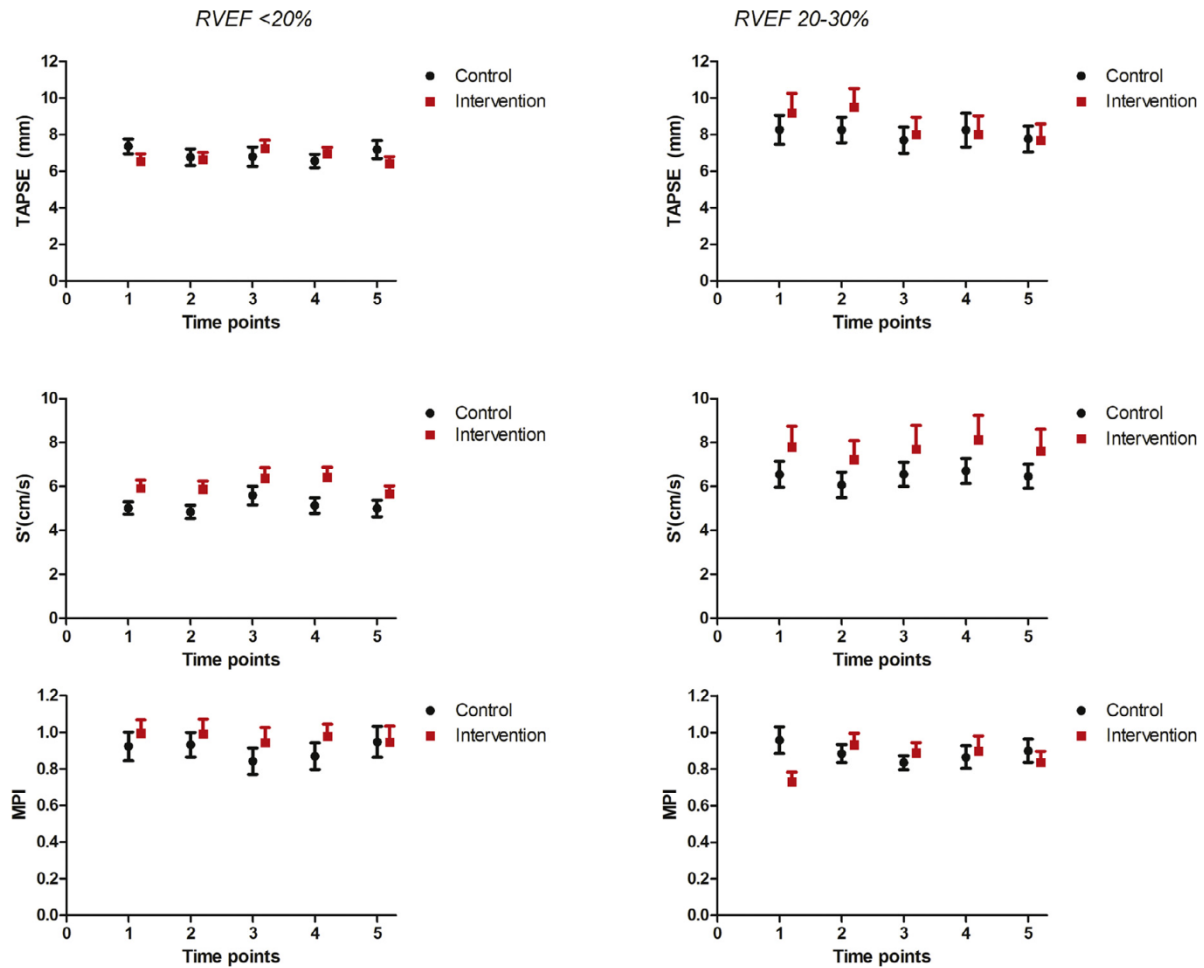 RVEF <20%
RVEF 20-30%
12
10
8
6
4
2
0
TAPSE (mm)
0 1 2 3 4 5
Time points
Control
Intervention
12
10
8
6
4
2
0
TAPSE (mm)
0 1 2 3 4 5
Time points
Control
Intervention
10
8
6
4
2
0
S'(cm/s)
0 1 2 3 4 5
Time points
Control
Intervention
10
8
6
4
2
0
S'(cm/s)
0 1 2 3 4 5
Time points
Control
Intervention
1.2
1.0
0.8
0.6
0.4
0.2
0.0
MPI
0 1 2 3 4 5
Time points
Control
Intervention
1.2
1.0
0.8
0.6
0.4
0.2
0.0
MPI
0 1 2 3 4 5
Time points
Control
Intervention